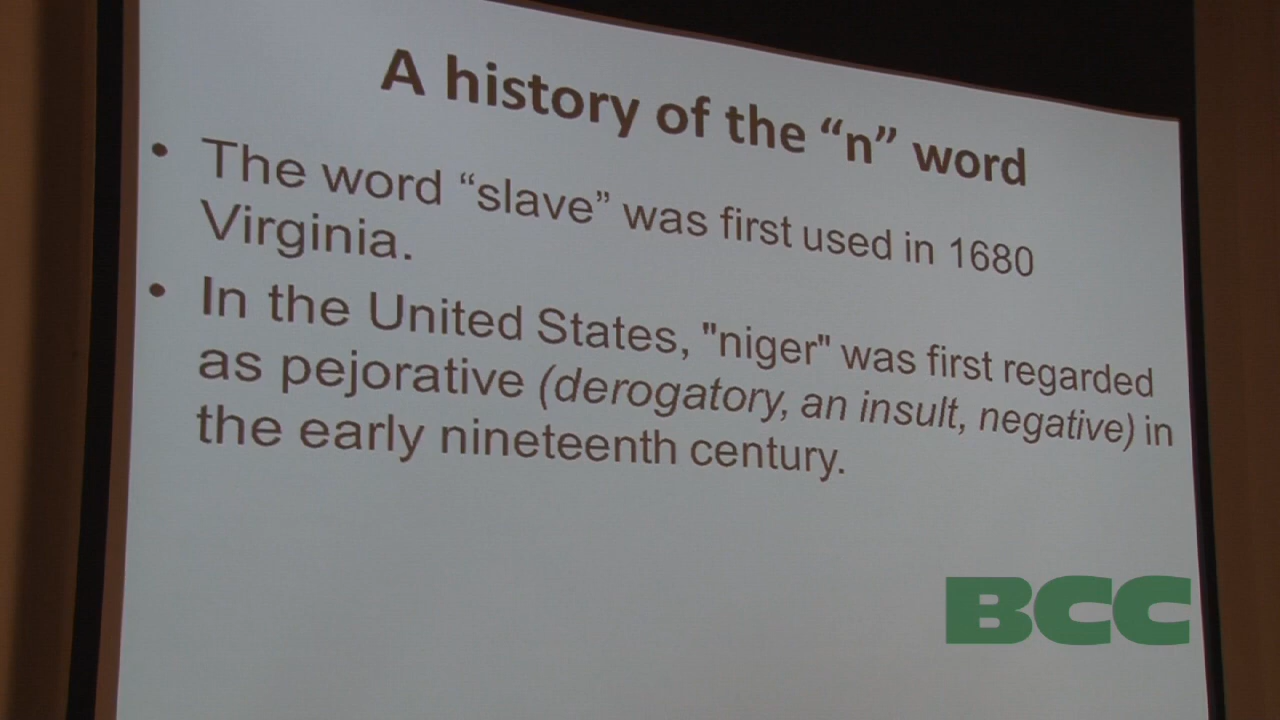 A history of the “n” word
• The word “slave” was first used in 1680
Virginia.
• In the United States, "niger" was first regarded
as pejorative (derogatory, an insult, negative) in
the early nineteenth century.
BCC